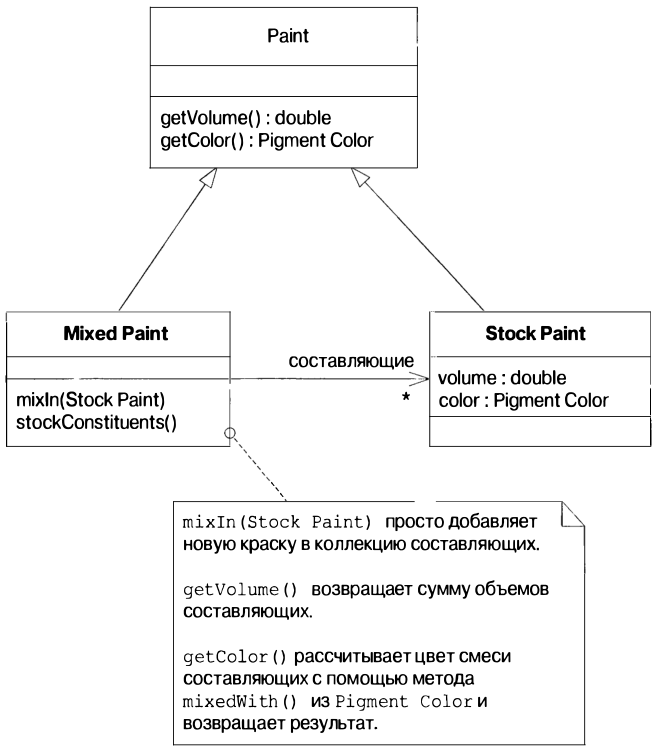 Paint
getVolume() : double
getColor() : Pigment Color
Mixed Paint
mixIn(Stock Paint)
stockConstituents()
составляющие
*
Stock Paint
volume : double
color : Pigment Color
mixIn(Stock Paint) просто добавляет
новую краску в коллекцию составляющих.
getVolume() возвращает сумму объемов
составляющих.
getColor() рассчитывает цвет смеси
составляющих с помощью метода
mixedWith() из Pigment Color и
возвращает результат.